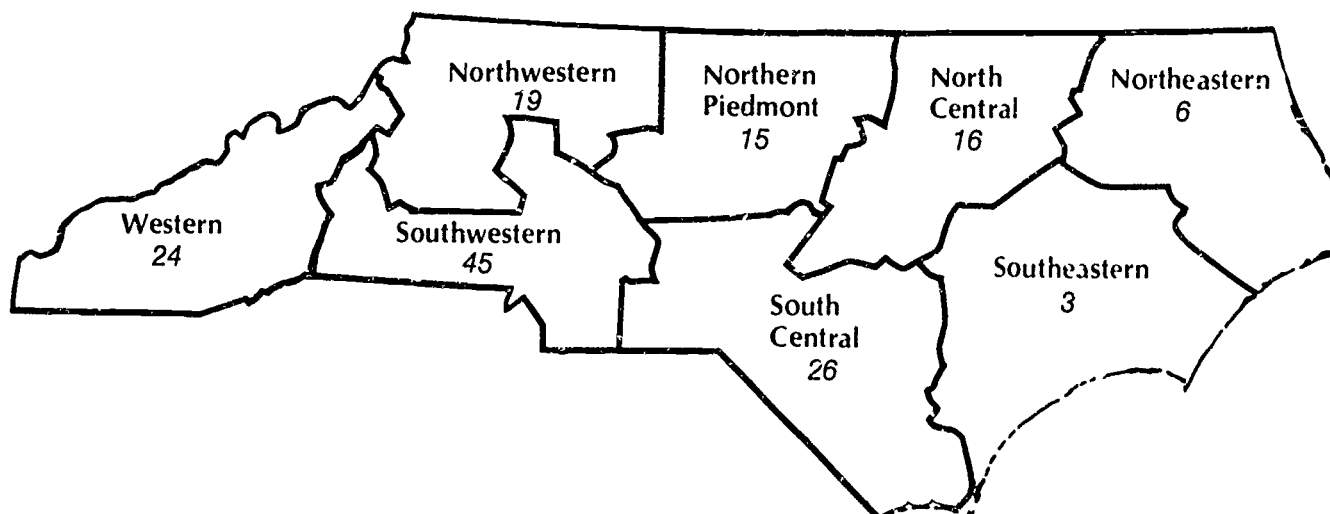 Northwestern
19
Northern
Piedmont
15
North
Central
16
Northeastern
6
Western
24
Southwestern
45
South
Central
26
Southeastern
3